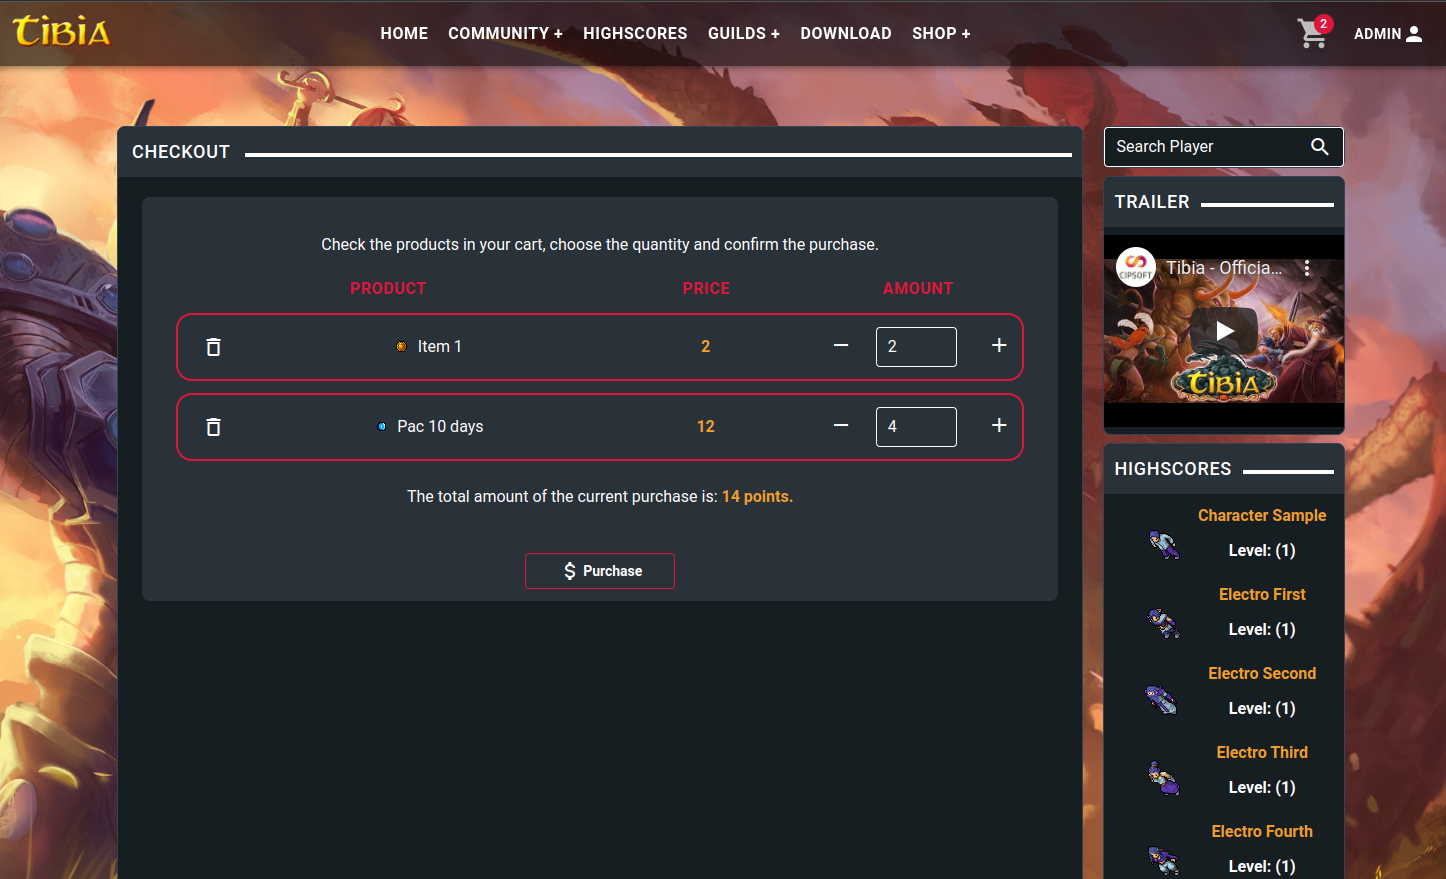 TIBIA
HOME COMMUNITY + HIGHSCORES GUILDS + DOWNLOAD SHOP +
2
ADMIN
CHECKOUT
Check the products in your cart, choose the quantity and confirm the purchase.
PRODUCT PRICE AMOUNT
Item 1 2 − 2 +
Pac 10 days 12 − 4 +
The total amount of the current purchase is: 14 points.
$ Purchase
Search Player
TRAILER
CIPSOFT
Tibia - Officia...
TIBIA
HIGHSCORES
Character Sample
Level: (1)
Electro First
Level: (1)
Electro Second
Level: (1)
Electro Third
Level: (1)
Electro Fourth
Level: (1)